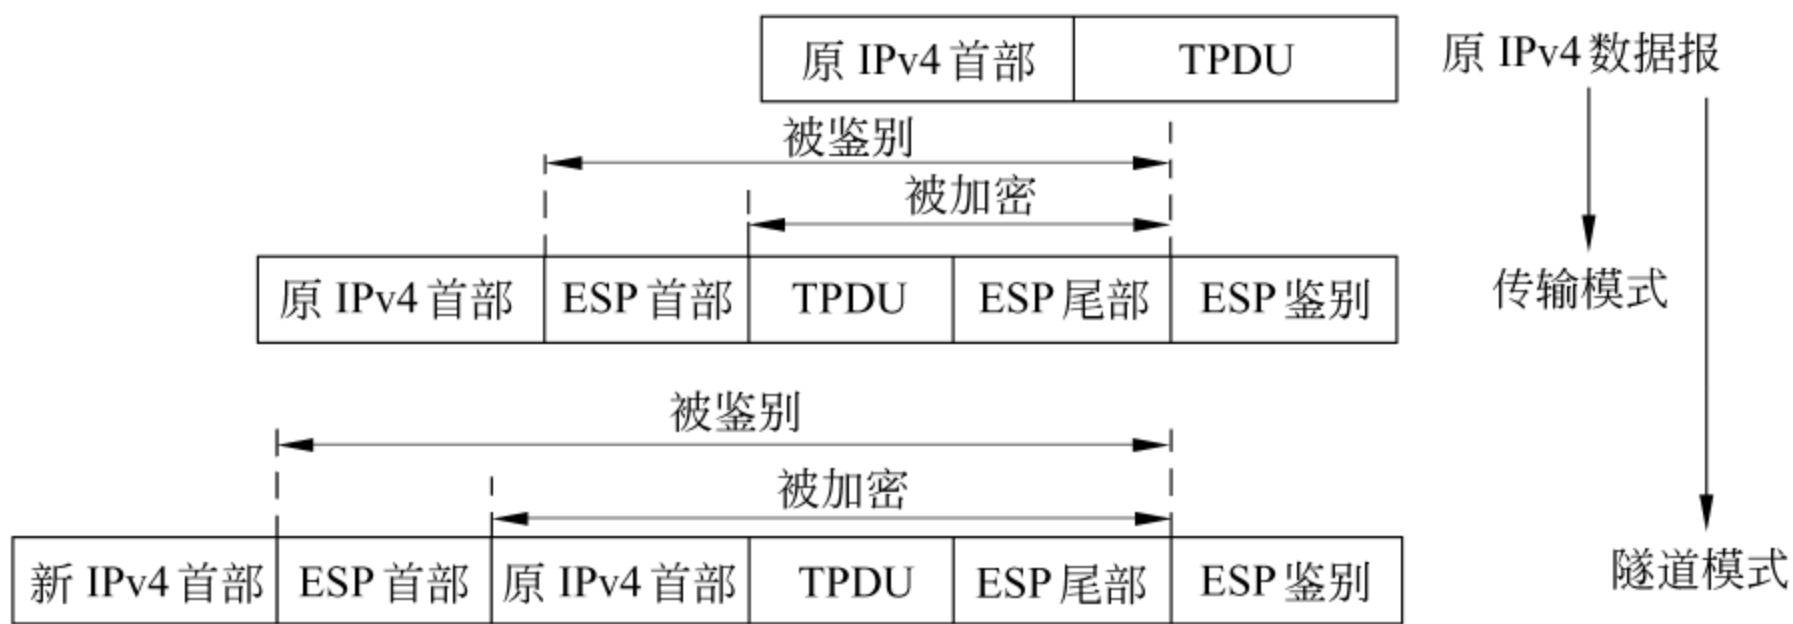 原 IPv4 首部 TPDU 原 IPv4 数据报
被鉴别
被加密
原 IPv4 首部 ESP 首部 TPDU ESP 尾部 ESP 鉴别 传输模式
被鉴别
被加密
新 IPv4 首部 ESP 首部 原 IPv4 首部 TPDU ESP 尾部 ESP 鉴别 隧道模式